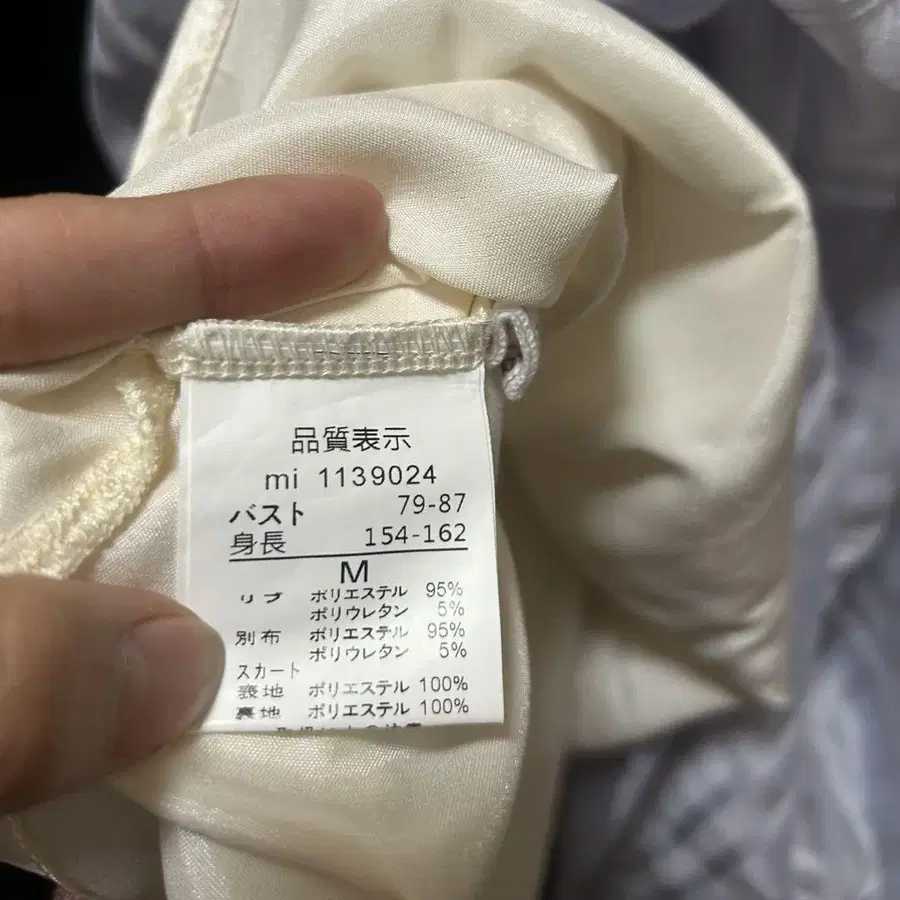 品質表示
mi 1139024
バスト 79-87
身長 154-162
M
リブ ポリエステル 95%
ポリウレタン 5%
別布 ポリエステル 95%
ポリウレタン 5%
スカート
表地 ポリエステル 100%
裏地 ポリエステル 100%